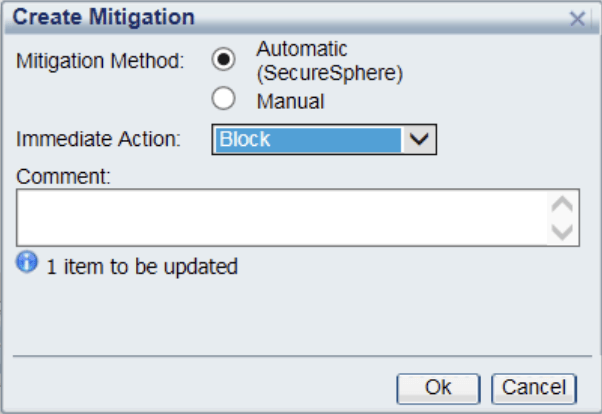 Create Mitigation
Mitigation Method:
Automatic
(SecureSphere)
Manual
Immediate Action: Block
Comment:
1 item to be updated
Ok Cancel